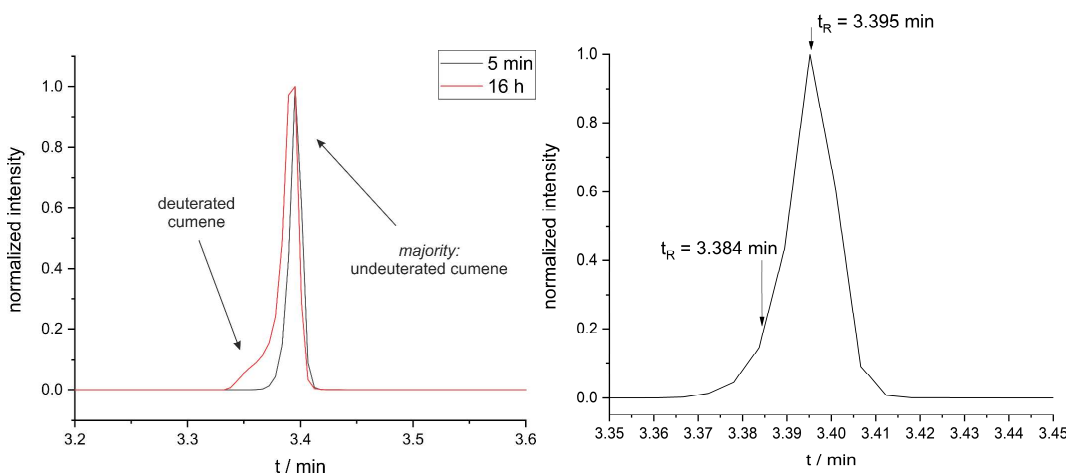 5 min
16 h
1.0
0.8
0.6
0.4
0.2
0.0
normalized intensity
deuterated
cumene
majority:
undeuterated cumene
3.2
3.3
3.4
3.5
3.6
t / min
tR = 3.395 min
tR = 3.384 min
1.0
0.8
0.6
0.4
0.2
0.0
normalized intensity
3.35
3.36
3.37
3.38
3.39
3.40
3.41
3.42
3.43
3.44
3.45
t / min